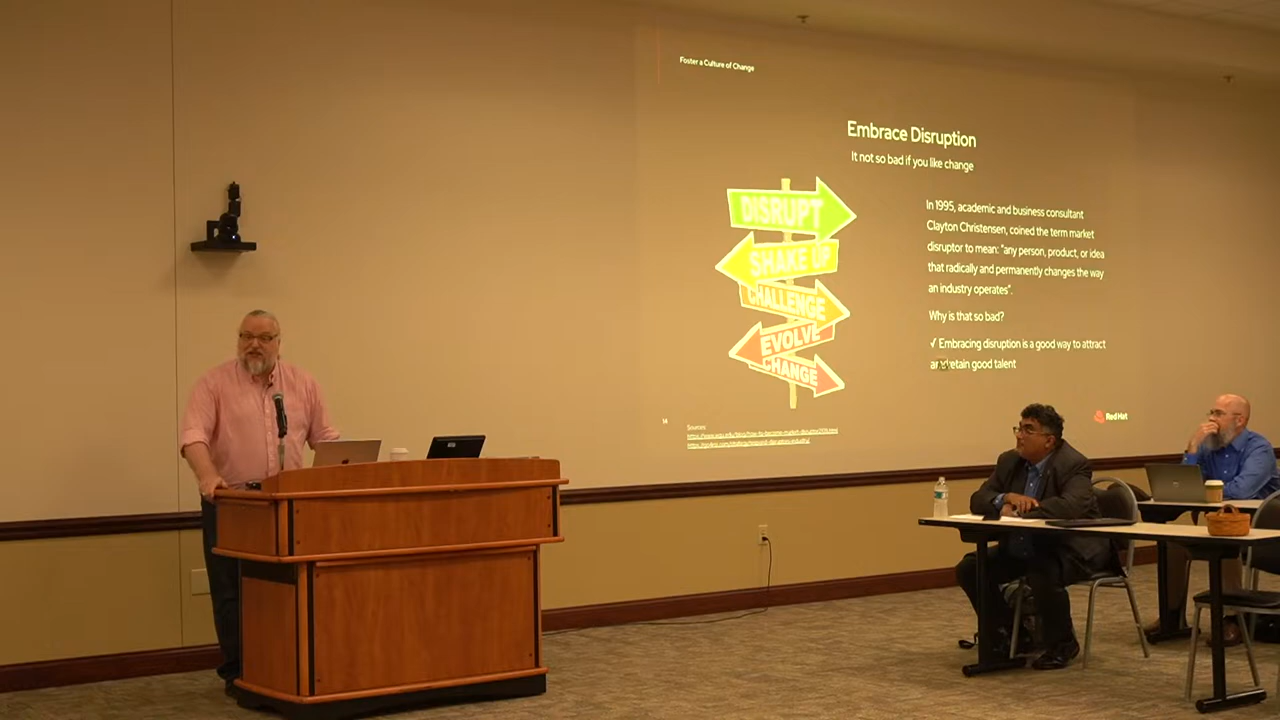 Foster a Culture of Change
Embrace Disruption
It not so bad if you like change
DISRUPT
SHAKE UP
CHALLENGE
EVOLVE
CHANGE
In 1995, academic and business consultant
Clayton Christensen, coined the term market
disruptor to mean: "any person, product, or idea
that radically and permanently changes the way
an industry operates".
Why is that so bad?
✓ Embracing disruption is a good way to attract
and retain good talent
Sources:
Red Hat